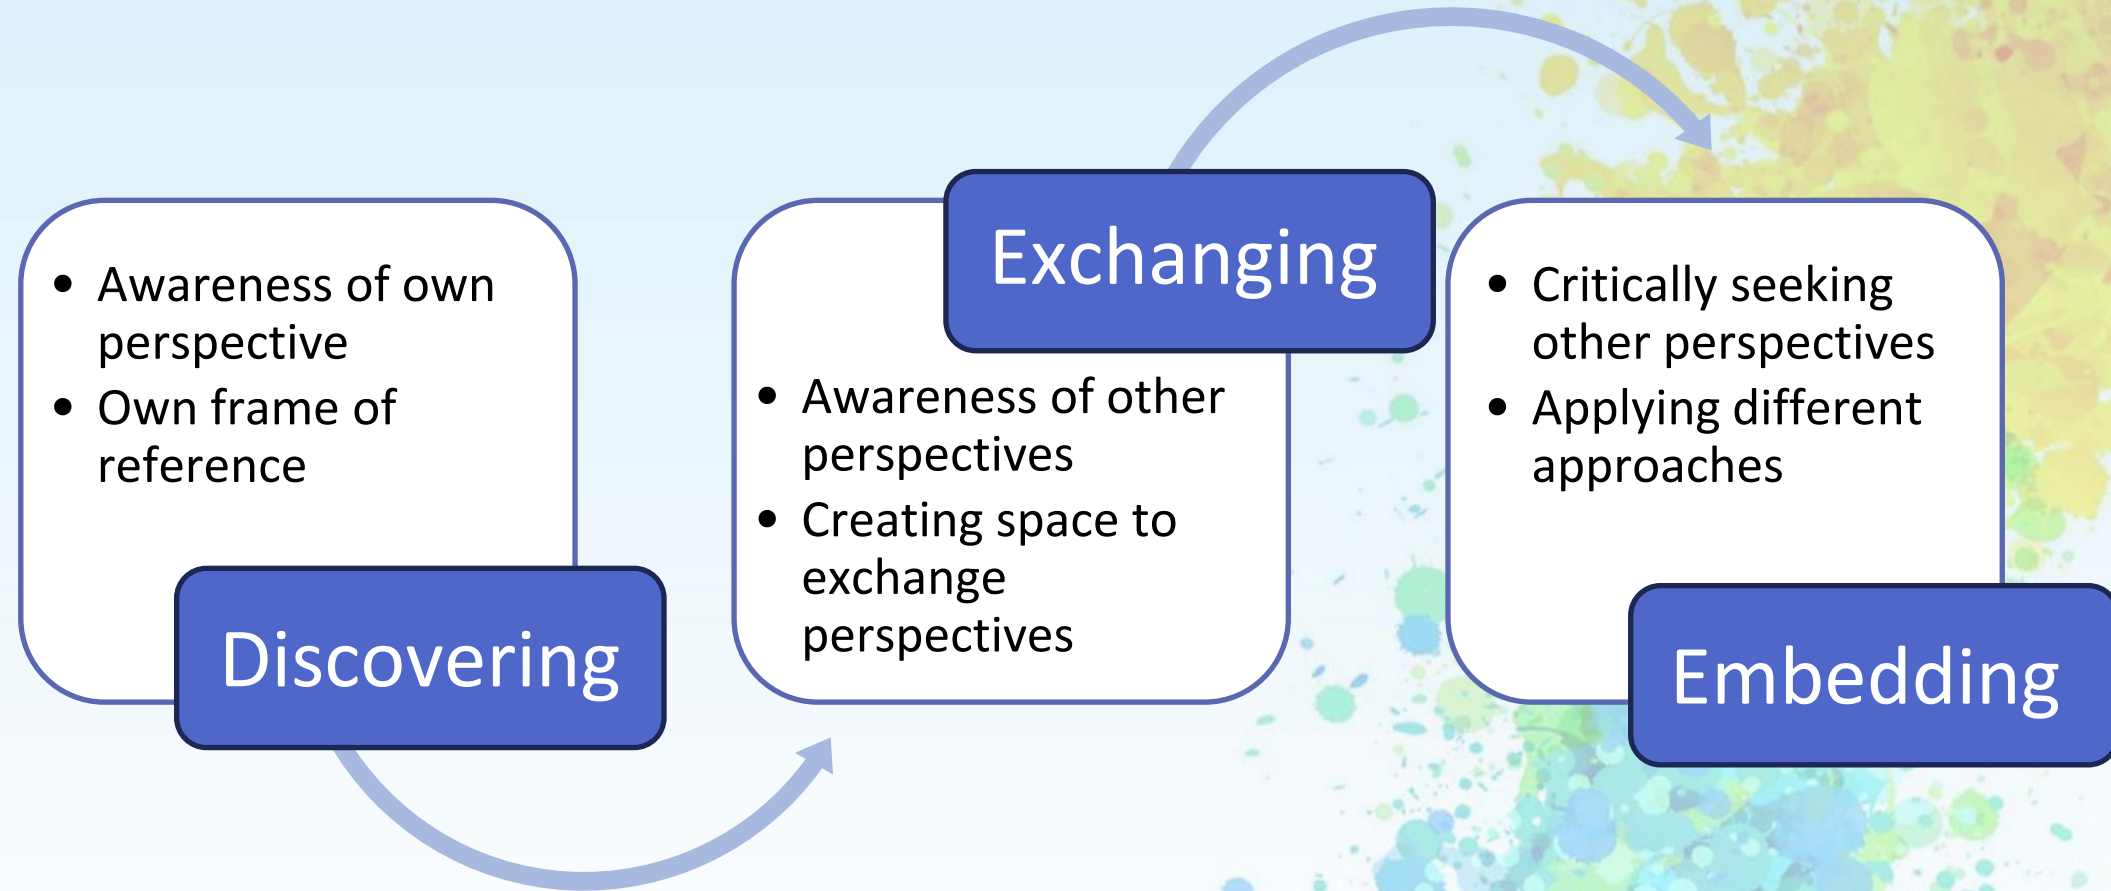 • Awareness of own
perspective
• Own frame of
reference
Discovering
Exchanging
• Awareness of other
perspectives
• Creating space to
exchange
perspectives
• Critically seeking
other perspectives
• Applying different
approaches
Embedding